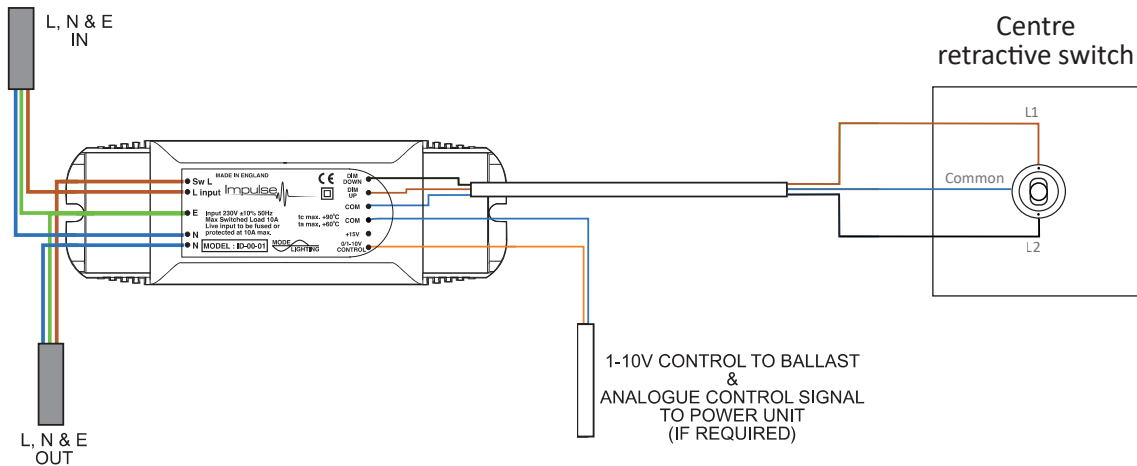 L, N & E
IN
Centre
retractive switch
L1
Common
L2
MADE IN ENGLAND
Sw L
L input
Impulse
CE
E
Input 230V ±10% 50Hz
Max Switched Load 10A
Live input to be fused or
protected at 10A max.
tc max. +90°C
ta max, +60°C
N
N
MODEL : ID-00-01
MODE
LIGHTING
DIM
DOWN
DIM
UP
COM
COM
+15V
0/1-10V
CONTROL
1-10V CONTROL TO BALLAST
&
ANALOGUE CONTROL SIGNAL
TO POWER UNIT
(IF REQUIRED)
L, N & E
OUT